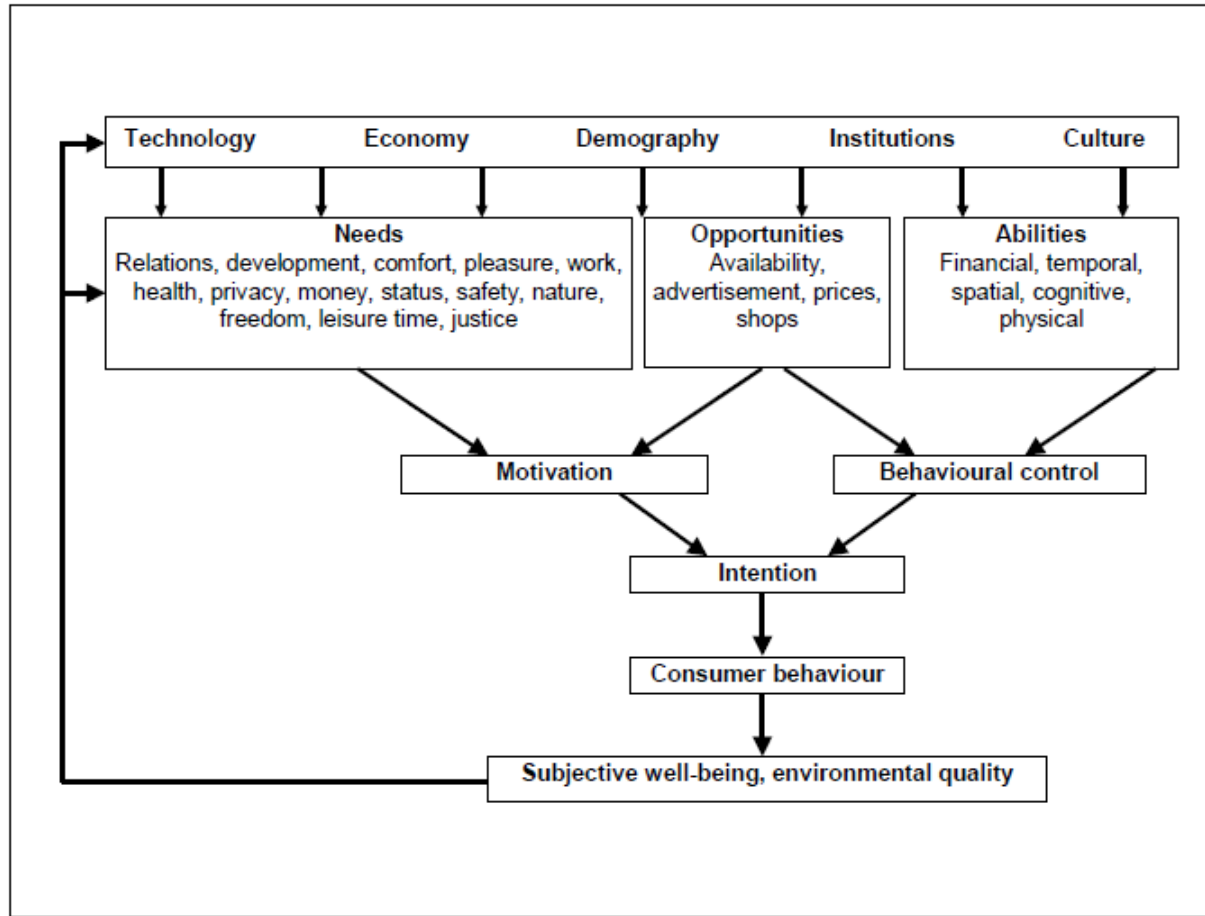 Technology Economy Demography Institutions Culture
Needs
Relations, development, comfort, pleasure, work,
health, privacy, money, status, safety, nature,
freedom, leisure time, justice
Opportunities
Availability,
advertisement, prices,
shops
Abilities
Financial, temporal,
spatial, cognitive,
physical
Motivation
Behavioural control
Intention
Consumer behaviour
Subjective well-being, environmental quality